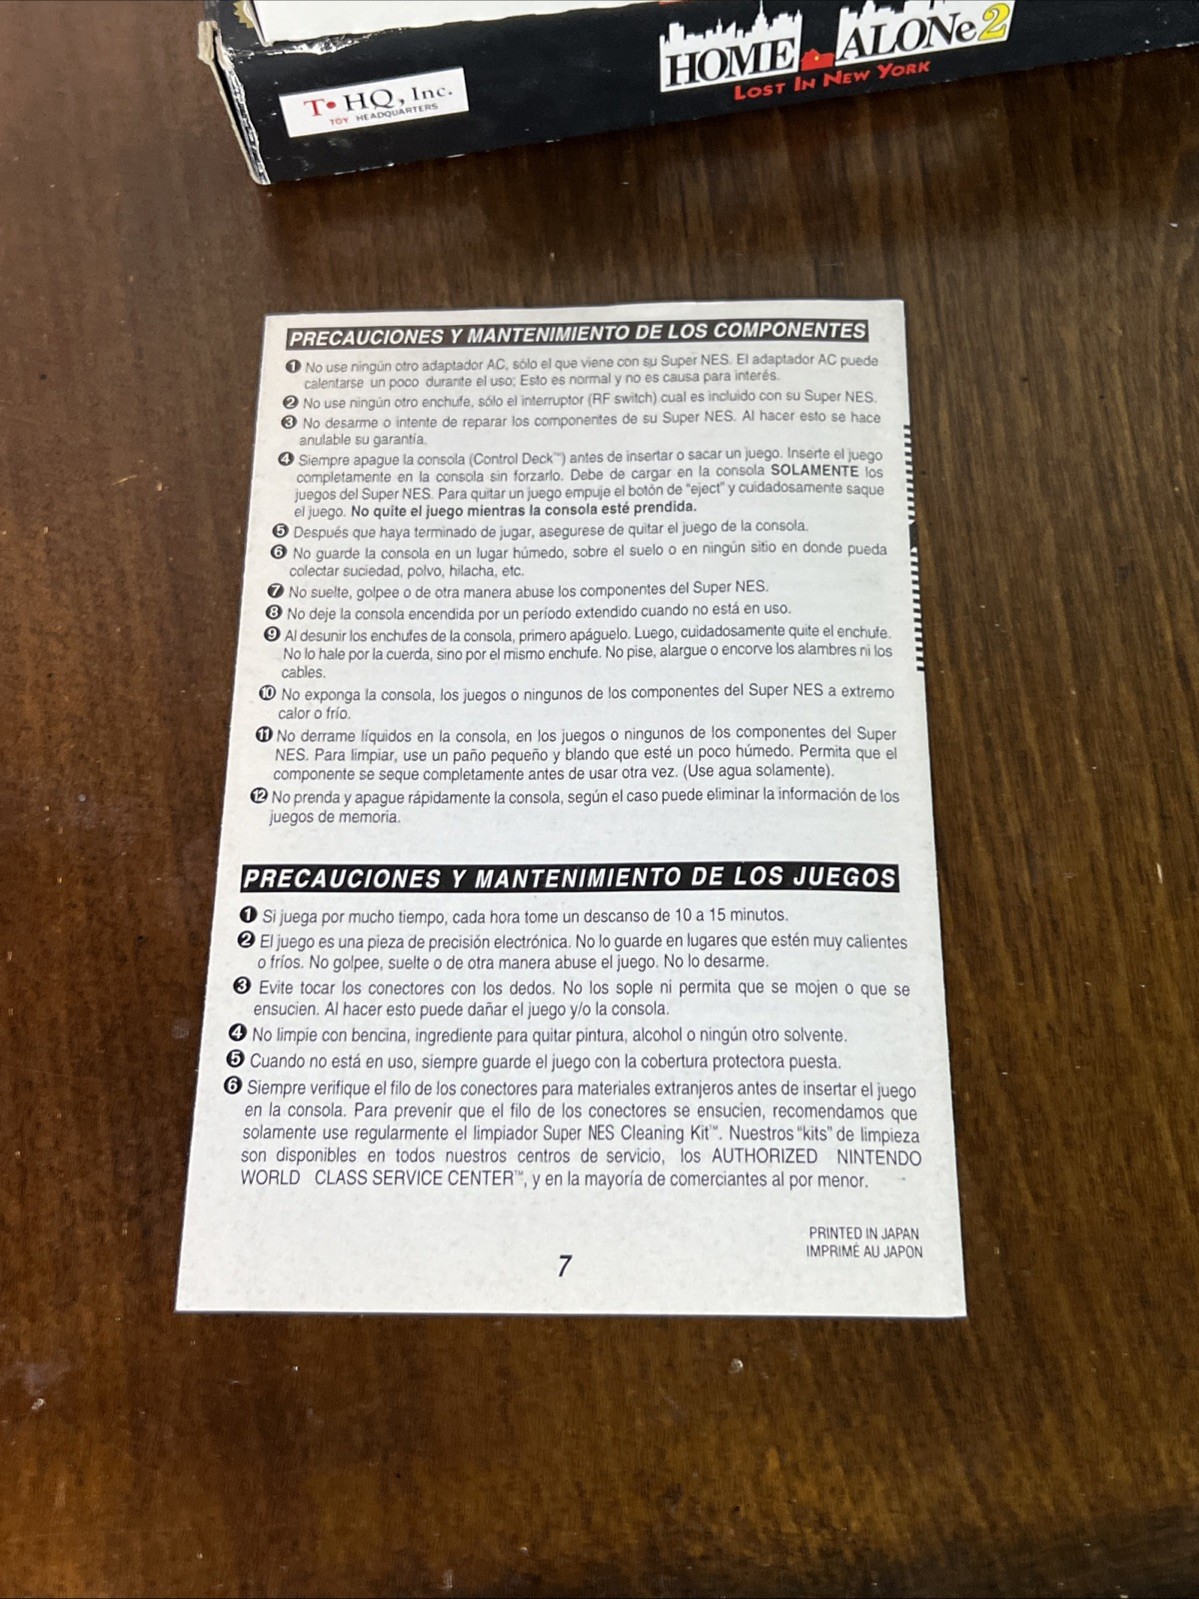 HOME ALONe 2
LOST IN NEW YORK
T•HQ, Inc.
TOY HEADQUARTERS
PRECAUCIONES Y MANTENIMIENTO DE LOS COMPONENTES
❶ No use ningún otro adaptador AC, sólo el que viene con su Super NES. El adaptador AC puede
calentarse un poco durante el uso; Esto es normal y no es causa para interés.
❷ No use ningún otro enchufe, sólo el interruptor (RF switch) cual es incluido con su Super NES.
❸ No desarme o intente de reparar los componentes de su Super NES. Al hacer esto se hace
anulable su garantía.
❹ Siempre apague la consola (Control Deck™) antes de insertar o sacar un juego. Inserte el juego
completamente en la consola sin forzarlo. Debe de cargar en la consola SOLAMENTE los
juegos del Super NES. Para quitar un juego empuje el botón de "eject" y cuidadosamente saque
el juego. No quite el juego mientras la consola esté prendida.
❺ Después que haya terminado de jugar, asegurese de quitar el juego de la consola.
❻ No guarde la consola en un lugar húmedo, sobre el suelo o en ningún sitio en donde pueda
colectar suciedad, polvo, hilacha, etc.
❼ No suelte, golpee o de otra manera abuse los componentes del Super NES.
❽ No deje la consola encendida por un período extendido cuando no está en uso.
❾ Al desunir los enchufes de la consola, primero apáguelo. Luego, cuidadosamente quite el enchufe.
No lo hale por la cuerda, sino por el mismo enchufe. No pise, alargue o encorve los alambres ni los
cables.
❿ No exponga la consola, los juegos o ningunos de los componentes del Super NES a extremo
calor o frío.
⓫ No derrame líquidos en la consola, en los juegos o ningunos de los componentes del Super
NES. Para limpiar, use un paño pequeño y blando que esté un poco húmedo. Permita que el
componente se seque completamente antes de usar otra vez. (Use agua solamente).
⓬ No prenda y apague rápidamente la consola, según el caso puede eliminar la información de los
juegos de memoria.
PRECAUCIONES Y MANTENIMIENTO DE LOS JUEGOS
❶ Si juega por mucho tiempo, cada hora tome un descanso de 10 a 15 minutos.
❷ El juego es una pieza de precisión electrónica. No lo guarde en lugares que estén muy calientes
o fríos. No golpee, suelte o de otra manera abuse el juego. No lo desarme.
❸ Evite tocar los conectores con los dedos. No los sople ni permita que se mojen o que se
ensucien. Al hacer esto puede dañar el juego y/o la consola.
❹ No limpie con bencina, ingrediente para quitar pintura, alcohol o ningún otro solvente.
❺ Cuando no está en uso, siempre guarde el juego con la cobertura protectora puesta.
❻ Siempre verifique el filo de los conectores para materiales extranjeros antes de insertar el juego
en la consola. Para prevenir que el filo de los conectores se ensucien, recomendamos que
solamente use regularmente el limpiador Super NES Cleaning Kit™. Nuestros "kits" de limpieza
son disponibles en todos nuestros centros de servicio, los AUTHORIZED NINTENDO
WORLD CLASS SERVICE CENTER™, y en la mayoría de comerciantes al por menor.
PRINTED IN JAPAN
IMPRIMÉ AU JAPON
7